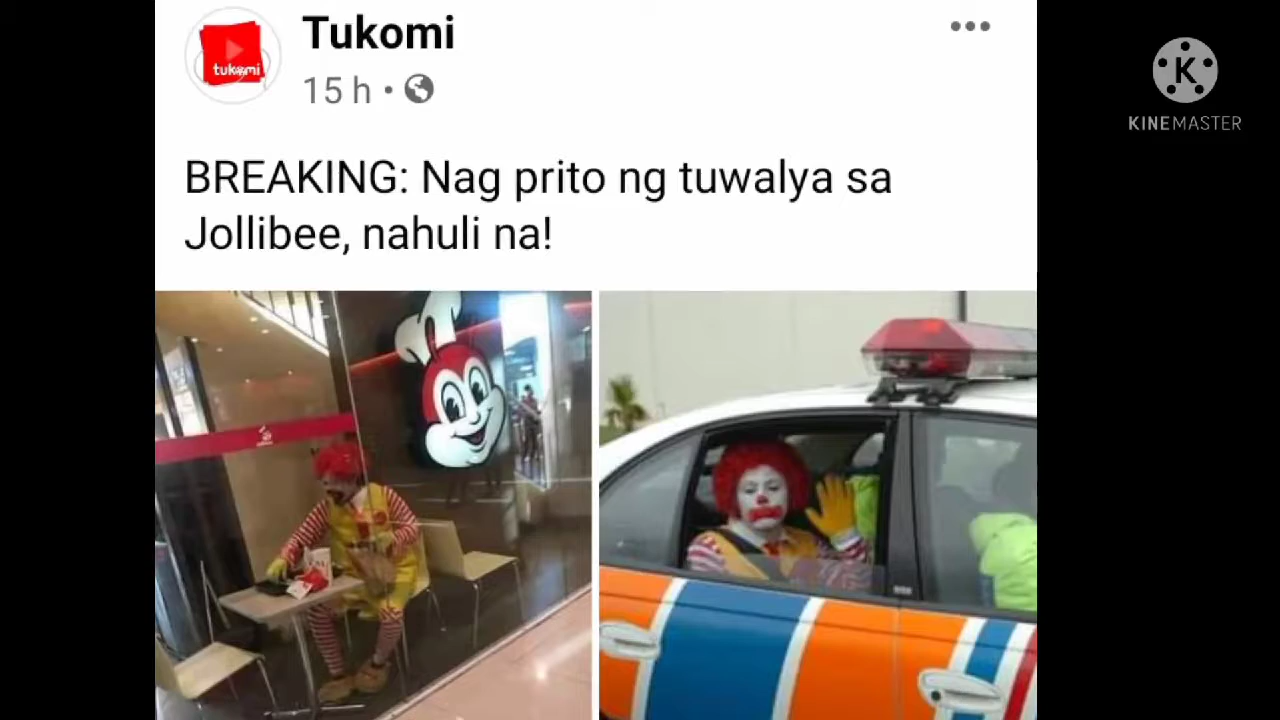 Tukomi
tukomi
15 h
KINEMASTER
BREAKING: Nag prito ng tuwalya sa
Jollibee, nahuli na!